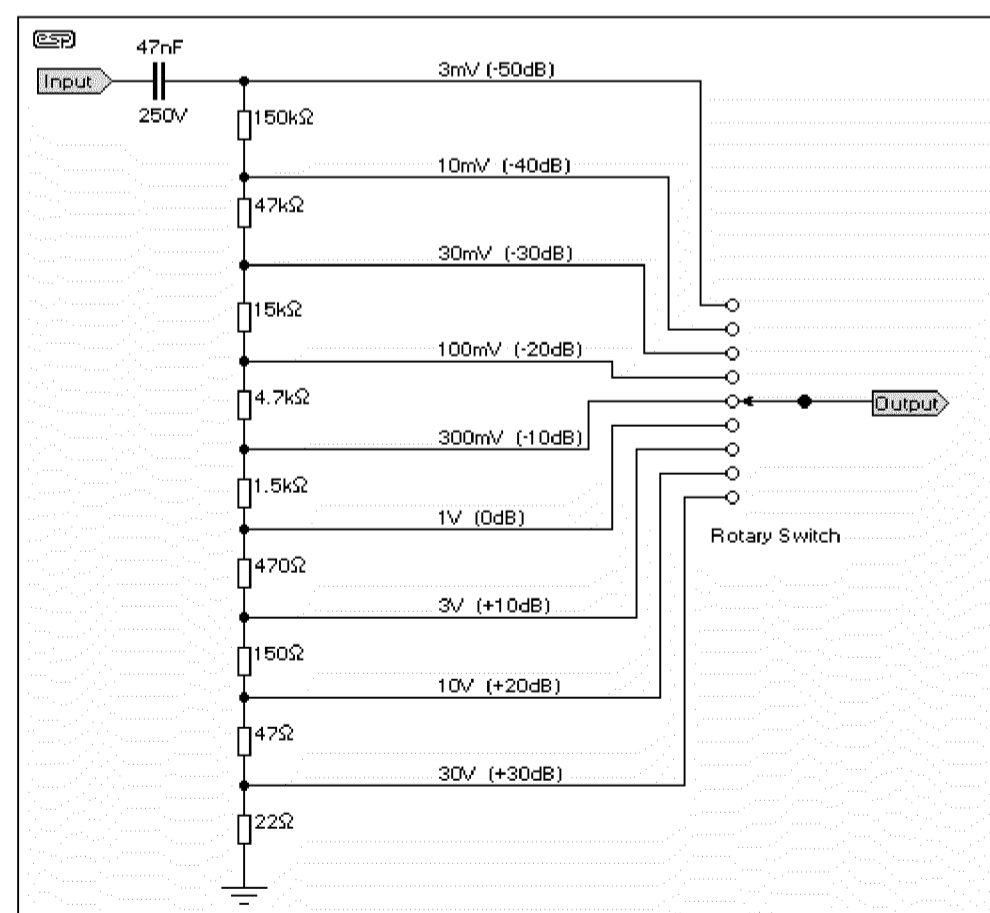 esp
47nF
Input
250V
3mV (-50dB)
150kΩ
10mV (-40dB)
47kΩ
30mV (-30dB)
15kΩ
100mV (-20dB)
4.7kΩ
Output
300mV (-10dB)
1.5kΩ
1V (0dB)
Rotary Switch
470Ω
3V (+10dB)
150Ω
10V (+20dB)
47Ω
30V (+30dB)
22Ω